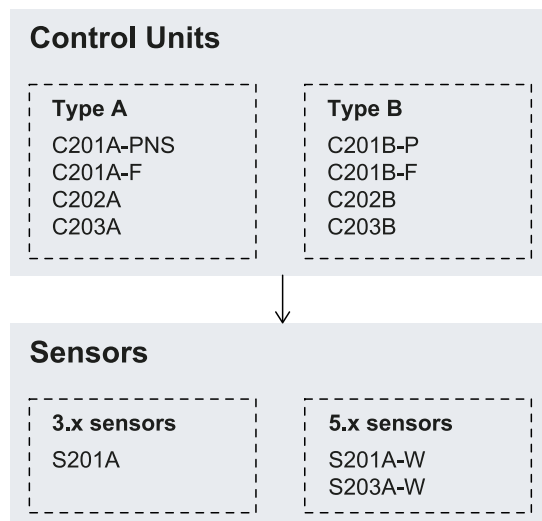 Control Units
Type A
C201A-PNS
C201A-F
C202A
C203A
Type B
C201B-P
C201B-F
C202B
C203B
Sensors
3.x sensors
S201A
5.x sensors
S201A-W
S203A-W